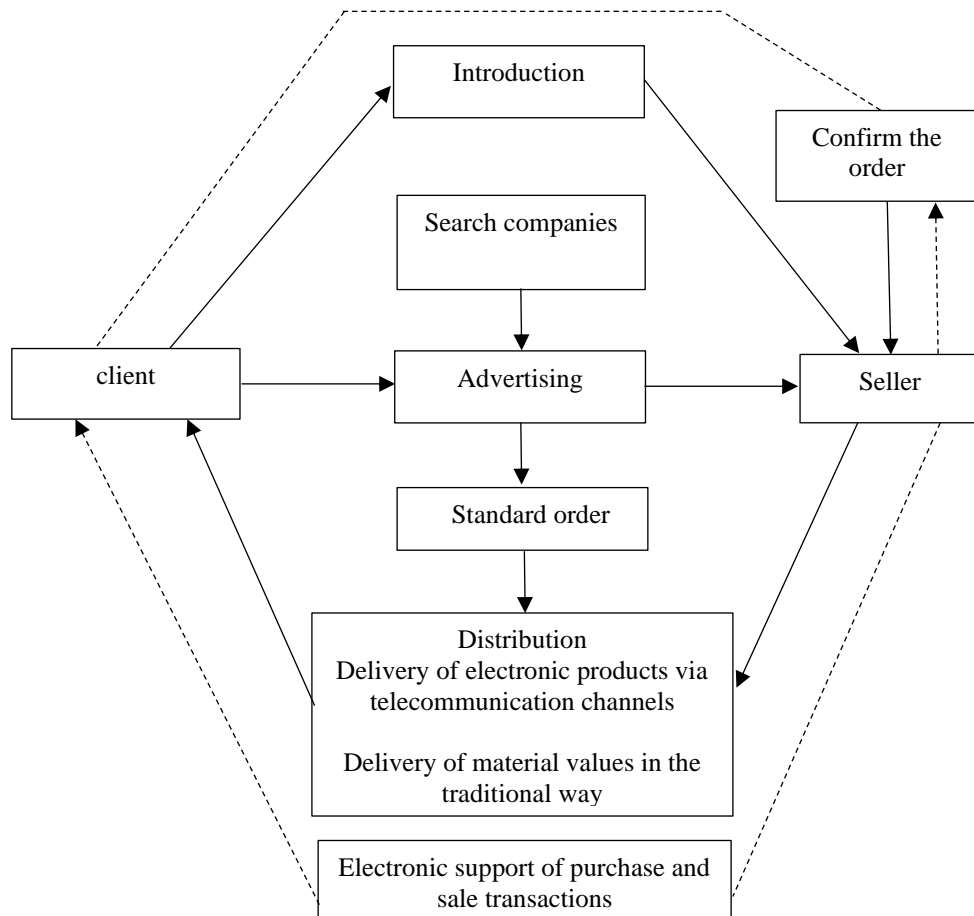 Introduction
Confirm the
order
Search companies
client
Advertising
Seller
Standard order
Distribution
Delivery of electronic products via
telecommunication channels
Delivery of material values in the
traditional way
Electronic support of purchase and
sale transactions